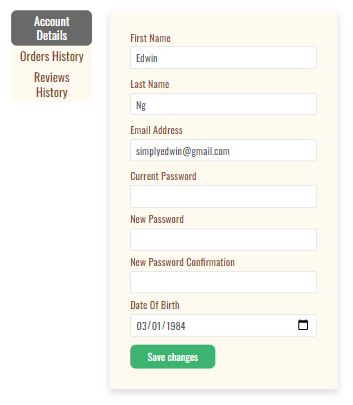 Account
Details
Orders History
Reviews
History
First Name
Edwin
Last Name
Ng
Email Address
simplyedwin@gmail.com
Current Password
New Password
New Password Confirmation
Date Of Birth
03/01/1984
Save changes